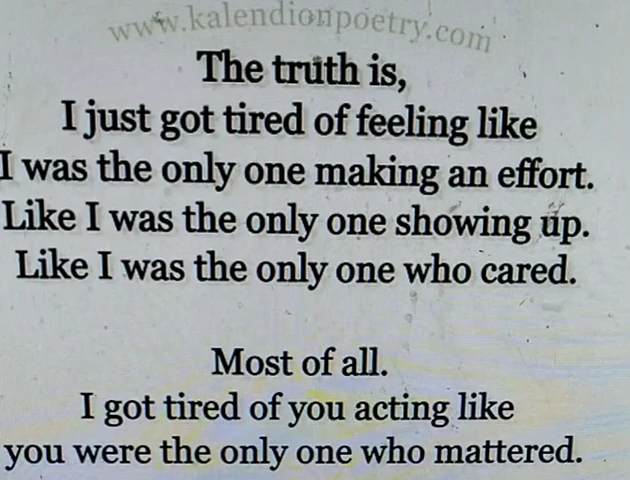 www.kalendionpoetry.com
The truth is,
I just got tired of feeling like
I was the only one making an effort.
Like I was the only one showing up.
Like I was the only one who cared.
Most of all.
I got tired of you acting like
you were the only one who mattered.